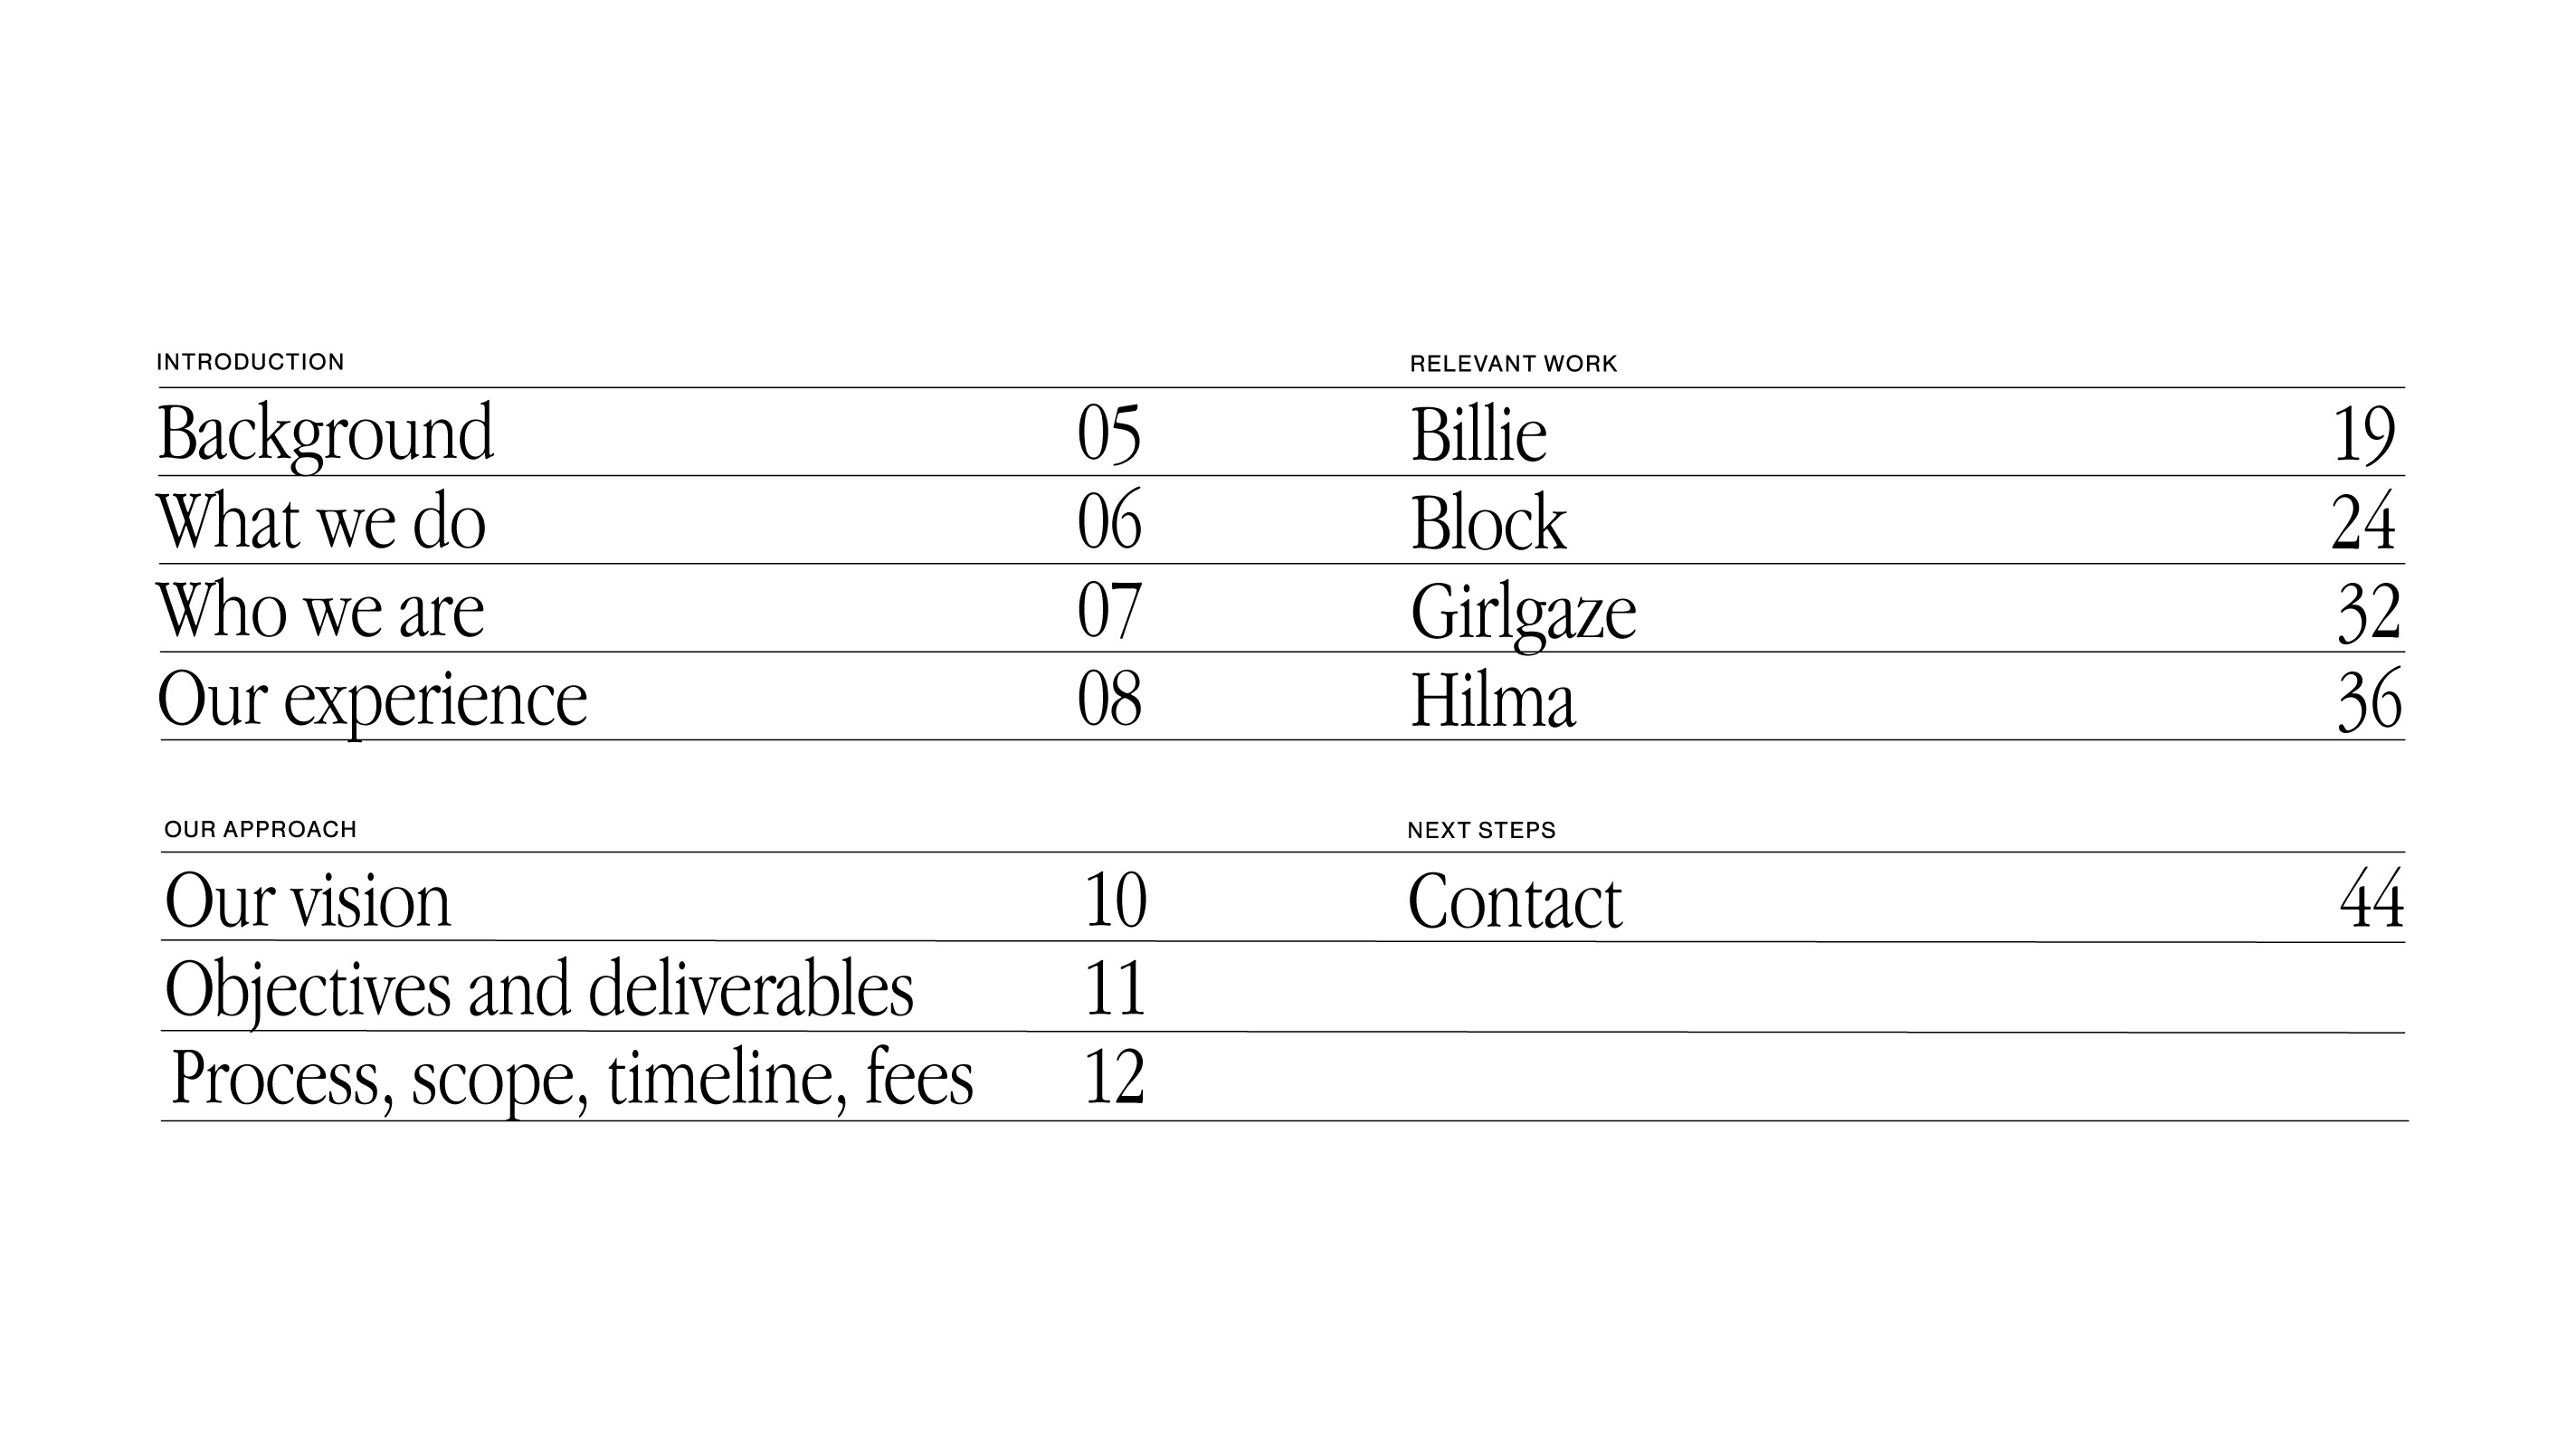 INTRODUCTION
Background 05
What we do 06
Who we are 07
Our experience 08
RELEVANT WORK
Billie 19
Block 24
Girlgaze 32
Hilma 36
OUR APPROACH
Our vision 10
Objectives and deliverables 11
Process, scope, timeline, fees 12
NEXT STEPS
Contact 44